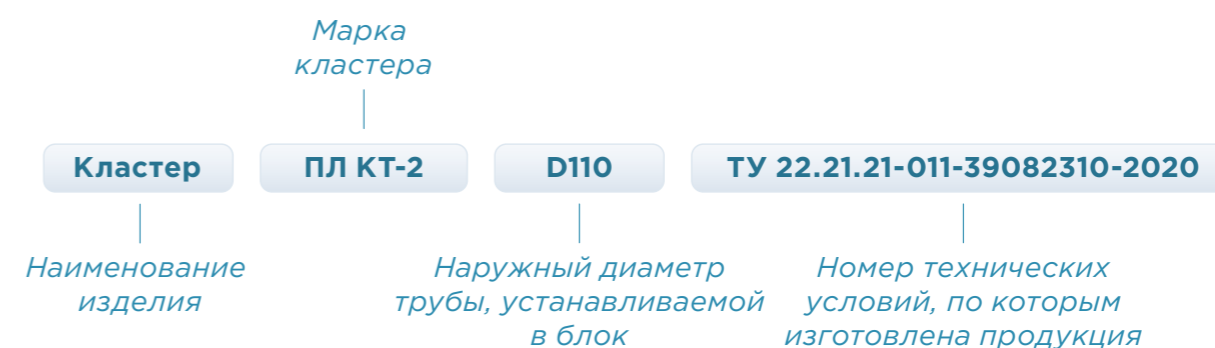 Марка
кластера
Кластер ПЛ КТ-2 D110 ТУ 22.21.21-011-39082310-2020
Наименование
изделия
Наружный диаметр
трубы, устанавливаемой
в блок
Номер технических
условий, по которым
изготовлена продукция